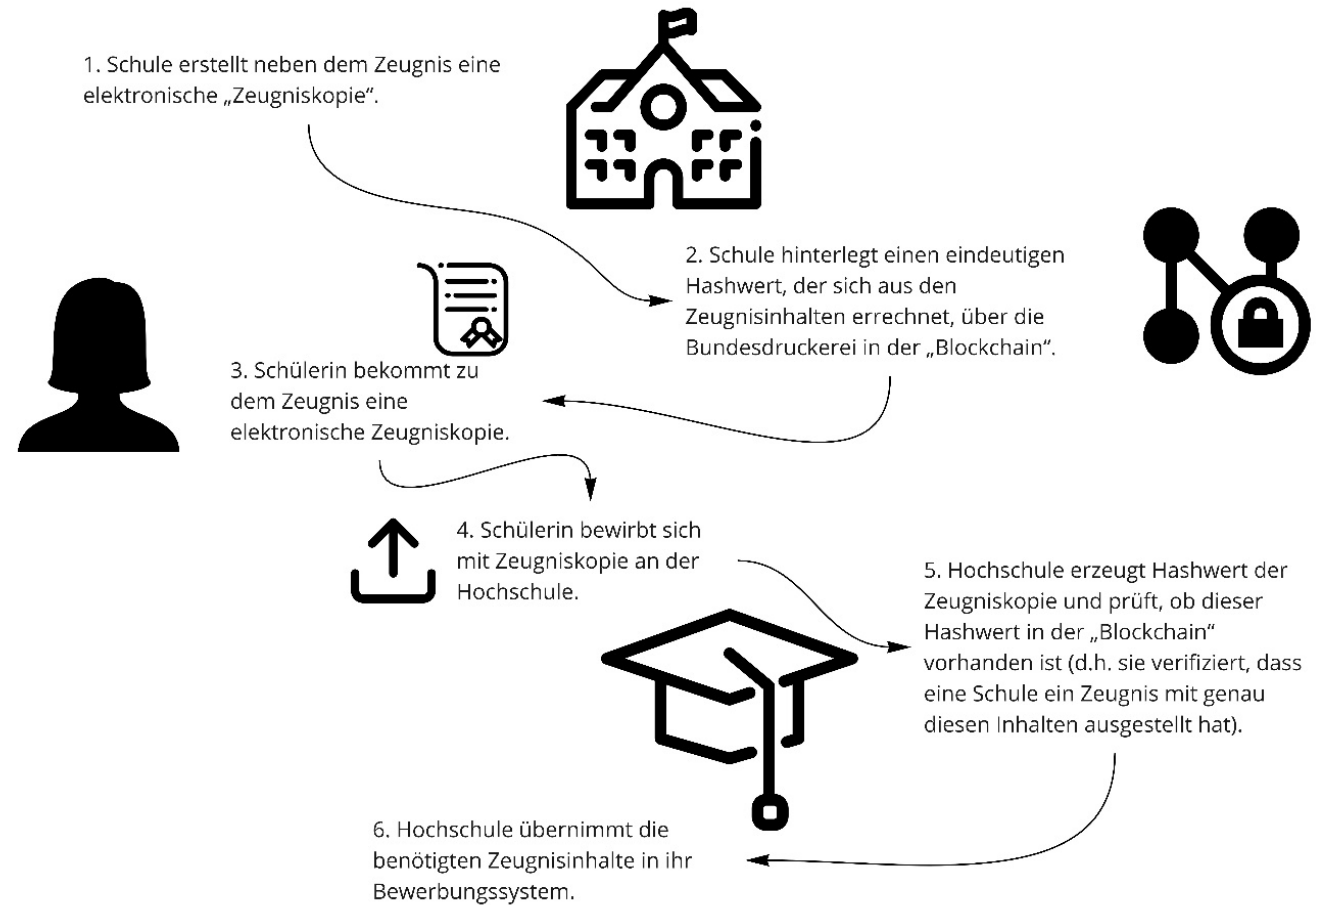 1. Schule erstellt neben dem Zeugnis eine
elektronische „Zeugniskopie“.
2. Schule hinterlegt einen eindeutigen
Hashwert, der sich aus den
Zeugnisinhalten errechnet, über die
Bundesdruckerei in der „Blockchain“.
3. Schülerin bekommt zu
dem Zeugnis eine
elektronische Zeugniskopie.
4. Schülerin bewirbt sich
mit Zeugniskopie an der
Hochschule.
5. Hochschule erzeugt Hashwert der
Zeugniskopie und prüft, ob dieser
Hashwert in der „Blockchain“
vorhanden ist (d.h. sie verifiziert, dass
eine Schule ein Zeugnis mit genau
diesen Inhalten ausgestellt hat).
6. Hochschule übernimmt die
benötigten Zeugnisinhalte in ihr
Bewerbungssystem.